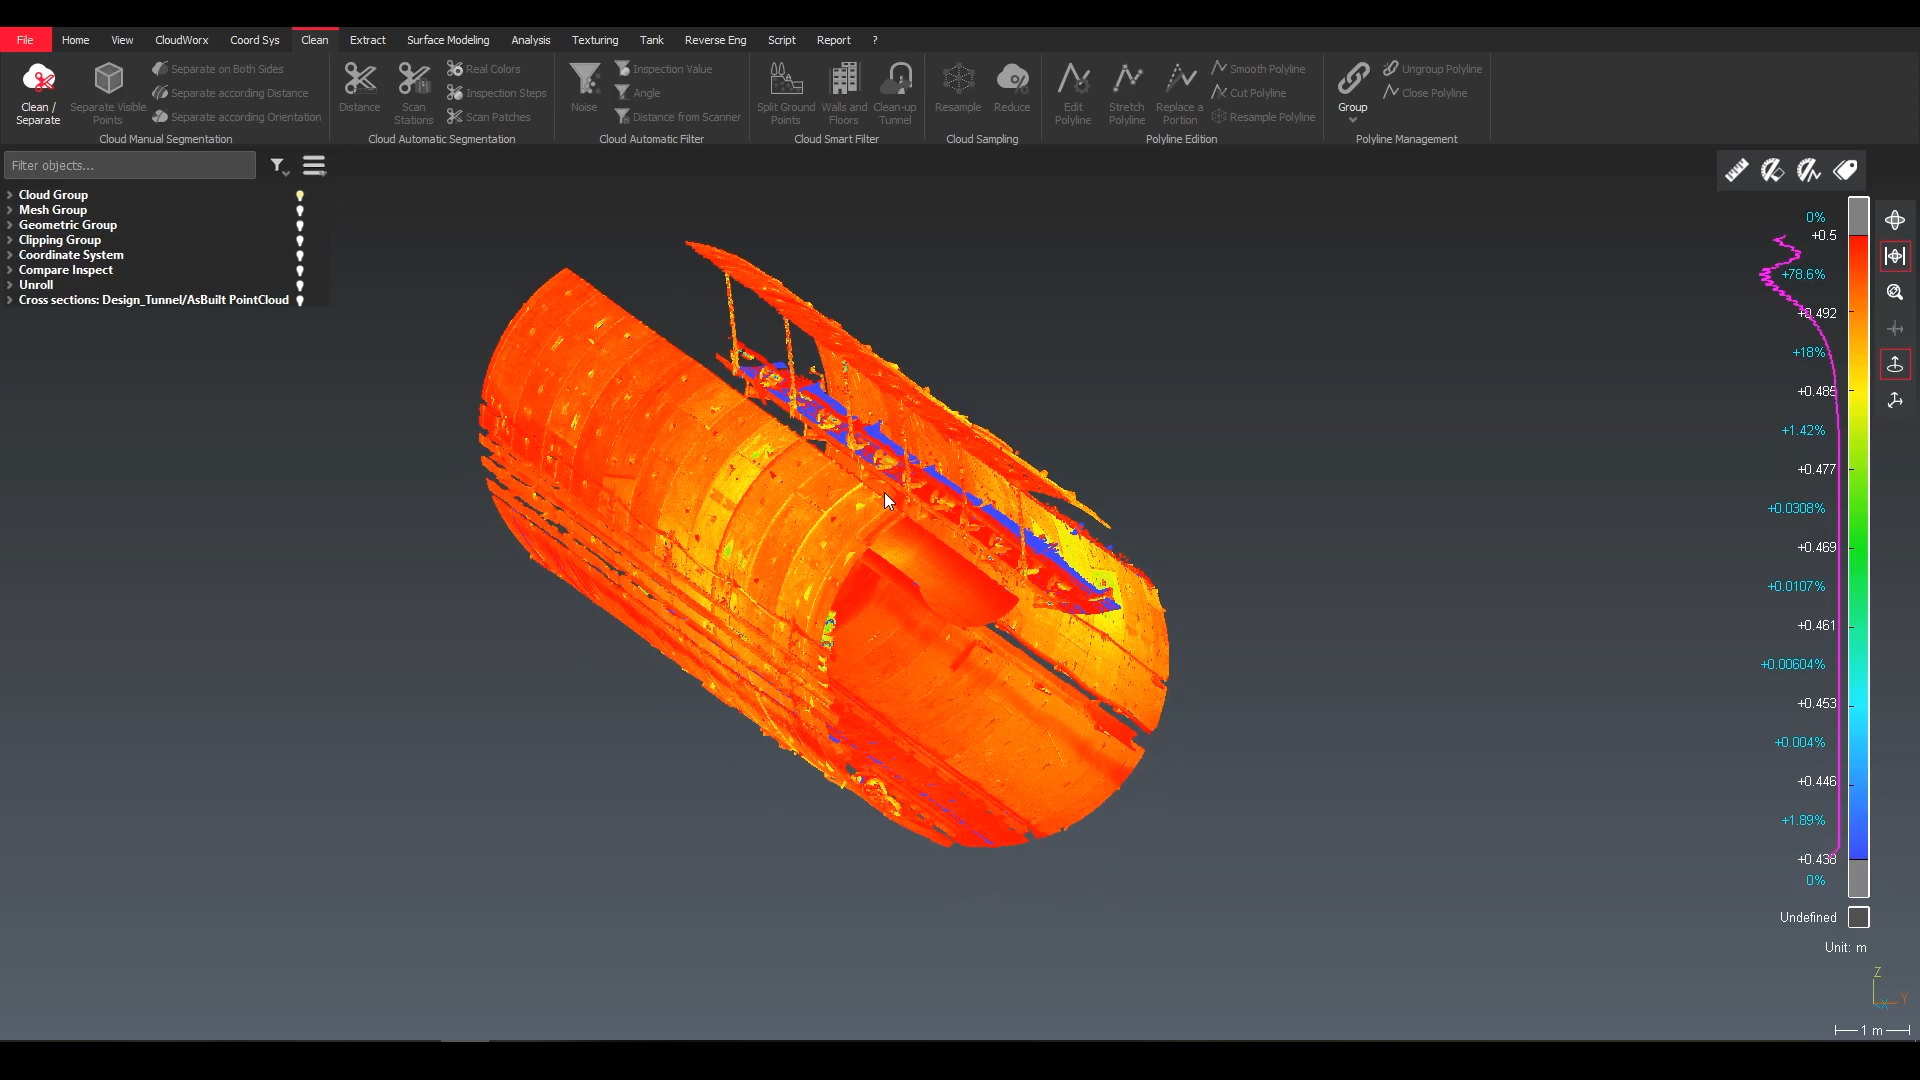 File Home View CloudWorx Coord Sys Clean Extract Surface Modeling Analysis Texturing Tank Reverse Eng Script Report ?
Clean / Separate
Separate Visible Points
Separate on Both Sides
Separate according Distance
Separate according Orientation
Cloud Manual Segmentation
Distance
Scan Stations
Real Colors
Inspection Steps
Scan Patches
Cloud Automatic Segmentation
Noise
Inspection Value
Angle
Distance from Scanner
Cloud Automatic Filter
Split Ground Points
Walls and Floors
Clean-up Tunnel
Cloud Smart Filter
Resample
Reduce
Cloud Sampling
Edit Polyline
Stretch Polyline
Replace a Portion
Smooth Polyline
Cut Polyline
Resample Polyline
Polyline Edition
Group
Ungroup Polyline
Close Polyline
Polyline Management
Filter objects...
Cloud Group
Mesh Group
Geometric Group
Clipping Group
Coordinate System
Compare Inspect
Unroll
Cross sections: Design_Tunnel/AsBuilt PointCloud
0%
+0.5
+78.6%
+0.492
+18%
+0.485
+1.42%
+0.477
+0.0308%
+0.469
+0.0107%
+0.461
+0.00604%
+0.453
+0.004%
+0.446
+1.89%
+0.438
0%
Undefined
Unit: m
Z
Y
X
1 m